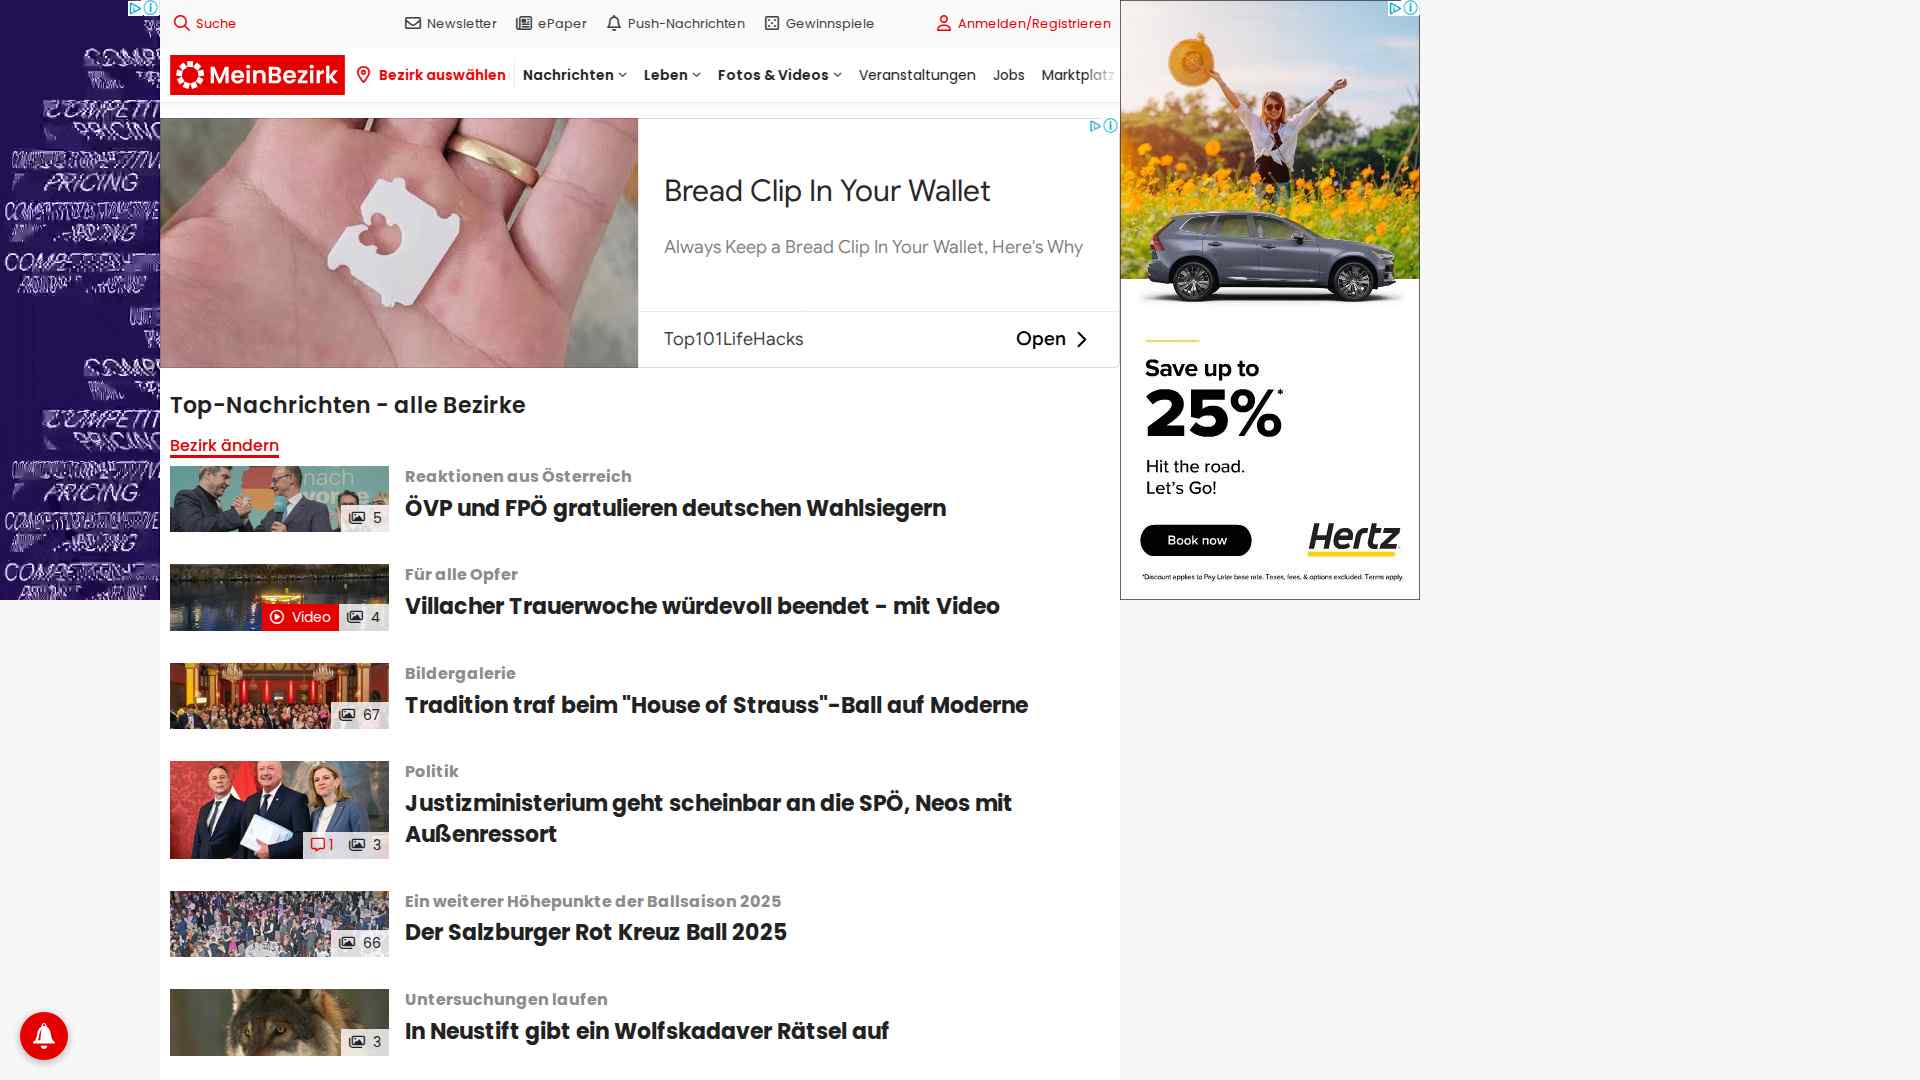 Suche
Newsletter
ePaper
Push-Nachrichten
Gewinnspiele
Anmelden/Registrieren
MeinBezirk
Bezirk auswählen
Nachrichten
Leben
Fotos & Videos
Veranstaltungen
Jobs
Marktplatz
COMPETIT
PRICING
PRICING
PRICING
COMPETIT
PRICING
PRICING
Bread Clip In Your Wallet
Always Keep a Bread Clip In Your Wallet, Here's Why
Top101LifeHacks
Open
Save up to
25%*
Hit the road.
Let's Go!
Book now
Hertz
*Discount applies to Pay Later base rate. Taxes, fees, & options excluded. Terms apply.
Top-Nachrichten - alle Bezirke
Bezirk ändern
nach
5
Reaktionen aus Österreich
ÖVP und FPÖ gratulieren deutschen Wahlsiegern
Video
4
Für alle Opfer
Villacher Trauerwoche würdevoll beendet - mit Video
67
Bildergalerie
Tradition traf beim "House of Strauss"-Ball auf Moderne
1
3
Politik
Justizministerium geht scheinbar an die SPÖ, Neos mit
Außenressort
66
Ein weiterer Höhepunkte der Ballsaison 2025
Der Salzburger Rot Kreuz Ball 2025
3
Untersuchungen laufen
In Neustift gibt ein Wolfskadaver Rätsel auf